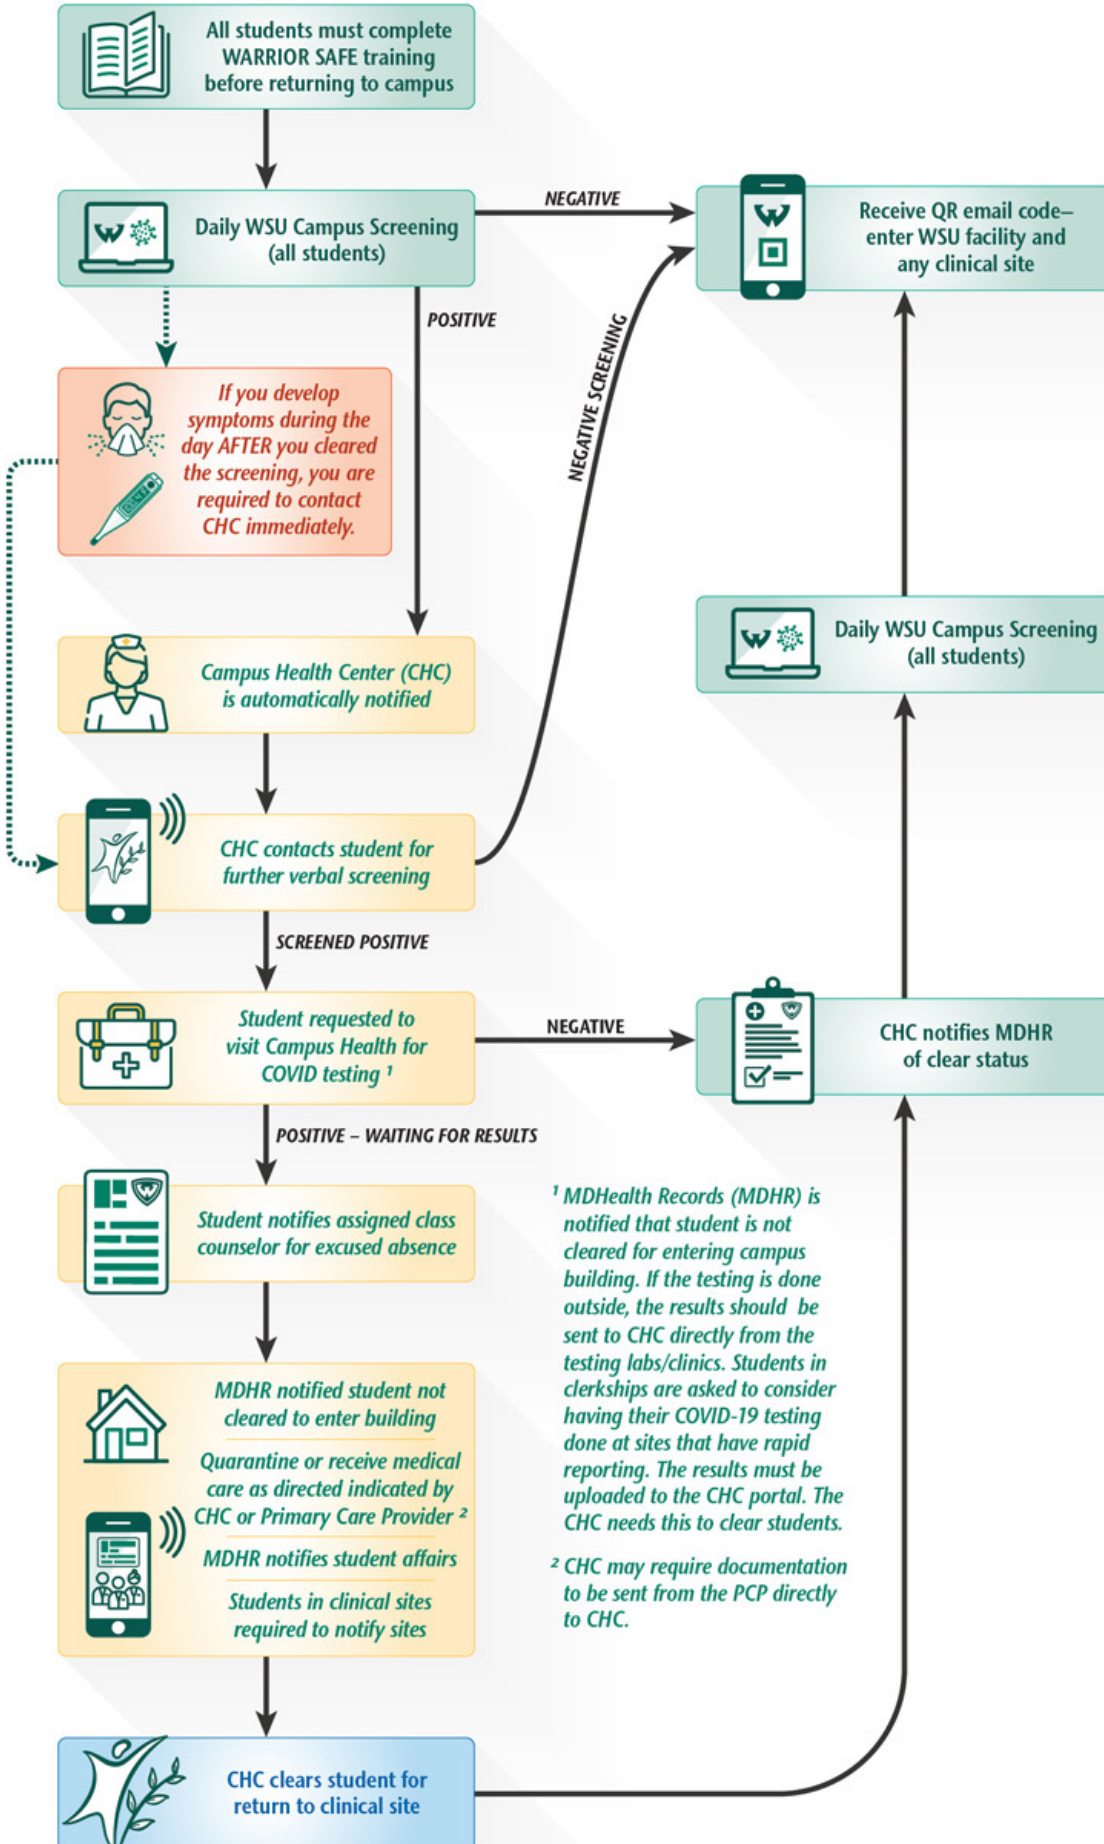 All students must complete
WARRIOR SAFE training
before returning to campus
Daily WSU Campus Screening
(all students)
NEGATIVE
Receive QR email code–
enter WSU facility and
any clinical site
POSITIVE
If you develop
symptoms during the
day AFTER you cleared
the screening, you are
required to contact
CHC immediately.
NEGATIVE SCREENING
Daily WSU Campus Screening
(all students)
Campus Health Center (CHC)
is automatically notified
CHC contacts student for
further verbal screening
SCREENED POSITIVE
Student requested to
visit Campus Health for
COVID testing ¹
NEGATIVE
CHC notifies MDHR
of clear status
POSITIVE – WAITING FOR RESULTS
Student notifies assigned class
counselor for excused absence
MDHR notified student not
cleared to enter building
Quarantine or receive medical
care as directed indicated by
CHC or Primary Care Provider ²
MDHR notifies student affairs
Students in clinical sites
required to notify sites
¹ MDHealth Records (MDHR) is
notified that student is not
cleared for entering campus
building. If the testing is done
outside, the results should be
sent to CHC directly from the
testing labs/clinics. Students in
clerkships are asked to consider
having their COVID-19 testing
done at sites that have rapid
reporting. The results must be
uploaded to the CHC portal. The
CHC needs this to clear students.
² CHC may require documentation
to be sent from the PCP directly
to CHC.
CHC clears student for
return to clinical site